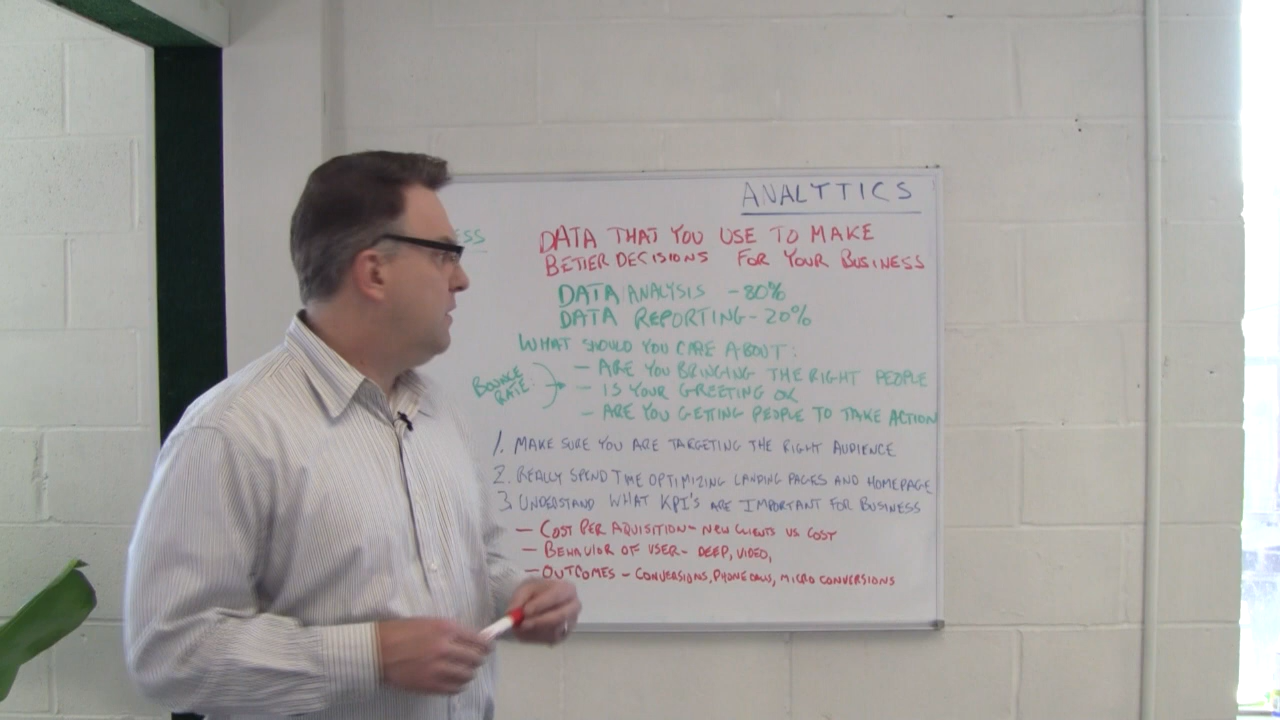 ANALYTICS
ESS
DATA THAT YOU USE TO MAKE
BETTER DECISIONS FOR YOUR BUSINESS
DATA ANALYSIS - 80%
DATA REPORTING - 20%
WHAT SHOULD YOU CARE ABOUT:
- ARE YOU BRINGING THE RIGHT PEOPLE
BOUNCE
RATE
- IS YOUR GREETING OK
- ARE YOU GETTING PEOPLE TO TAKE ACTION
1. MAKE SURE YOU ARE TARGETING THE RIGHT AUDIENCE
2. REALLY SPEND TIME OPTIMIZING LANDING PAGES AND HOMEPAGE
3. UNDERSTAND WHAT KPI'S ARE IMPORTANT FOR BUSINESS
- COST PER AQUISITION - NEW CLIENTS VS COST
- BEHAVIOR OF USER - DEEP, VIDEO,
- OUTCOMES - CONVERSIONS, PHONE CALLS, MICRO CONVERSIONS